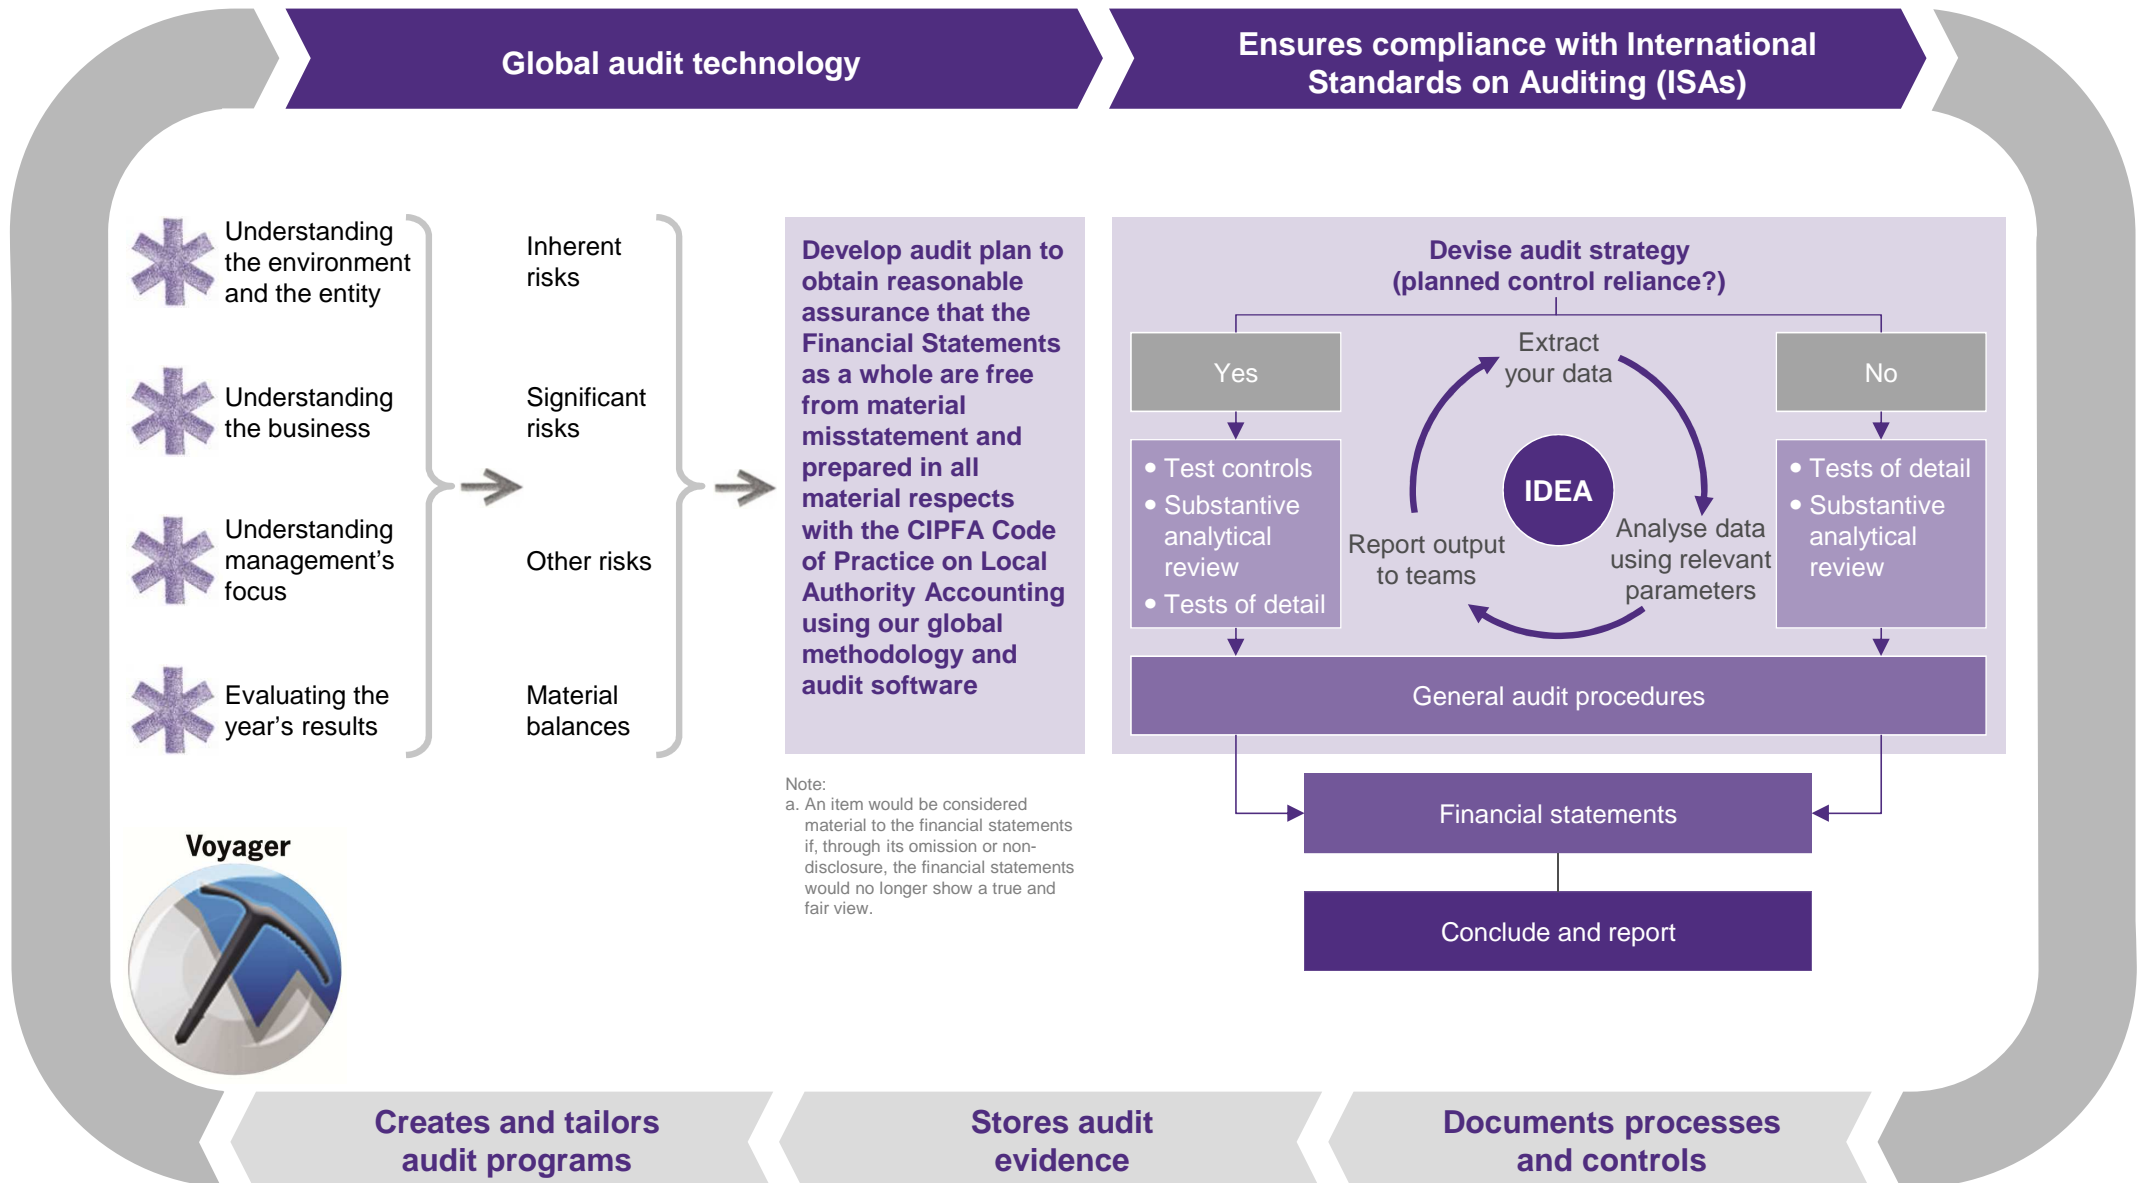 Global audit technology
Ensures compliance with International
Standards on Auditing (ISAs)
Understanding
the environment
and the entity
Understanding
the business
Understanding
management’s
focus
Evaluating the
year’s results
Inherent
risks
Significant
risks
Other risks
Material
balances
Develop audit plan to
obtain reasonable
assurance that the
Financial Statements
as a whole are free
from material
misstatement and
prepared in all
material respects
with the CIPFA Code
of Practice on Local
Authority Accounting
using our global
methodology and
audit software
Note:
a. An item would be considered
material to the financial statements
if, through its omission or non-
disclosure, the financial statements
would no longer show a true and
fair view.
Devise audit strategy
(planned control reliance?)
Yes
• Test controls
• Substantive
analytical
review
• Tests of detail
Extract
your data
IDEA
Analyse data
using relevant
parameters
Report output
to teams
No
• Tests of detail
• Substantive
analytical
review
General audit procedures
Financial statements
Conclude and report
Voyager
Creates and tailors
audit programs
Stores audit
evidence
Documents processes
and controls